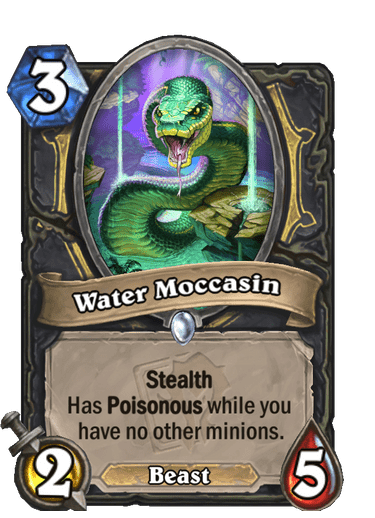 3
Water Moccasin
Stealth
Has Poisonous while you
have no other minions.
2
Beast
5